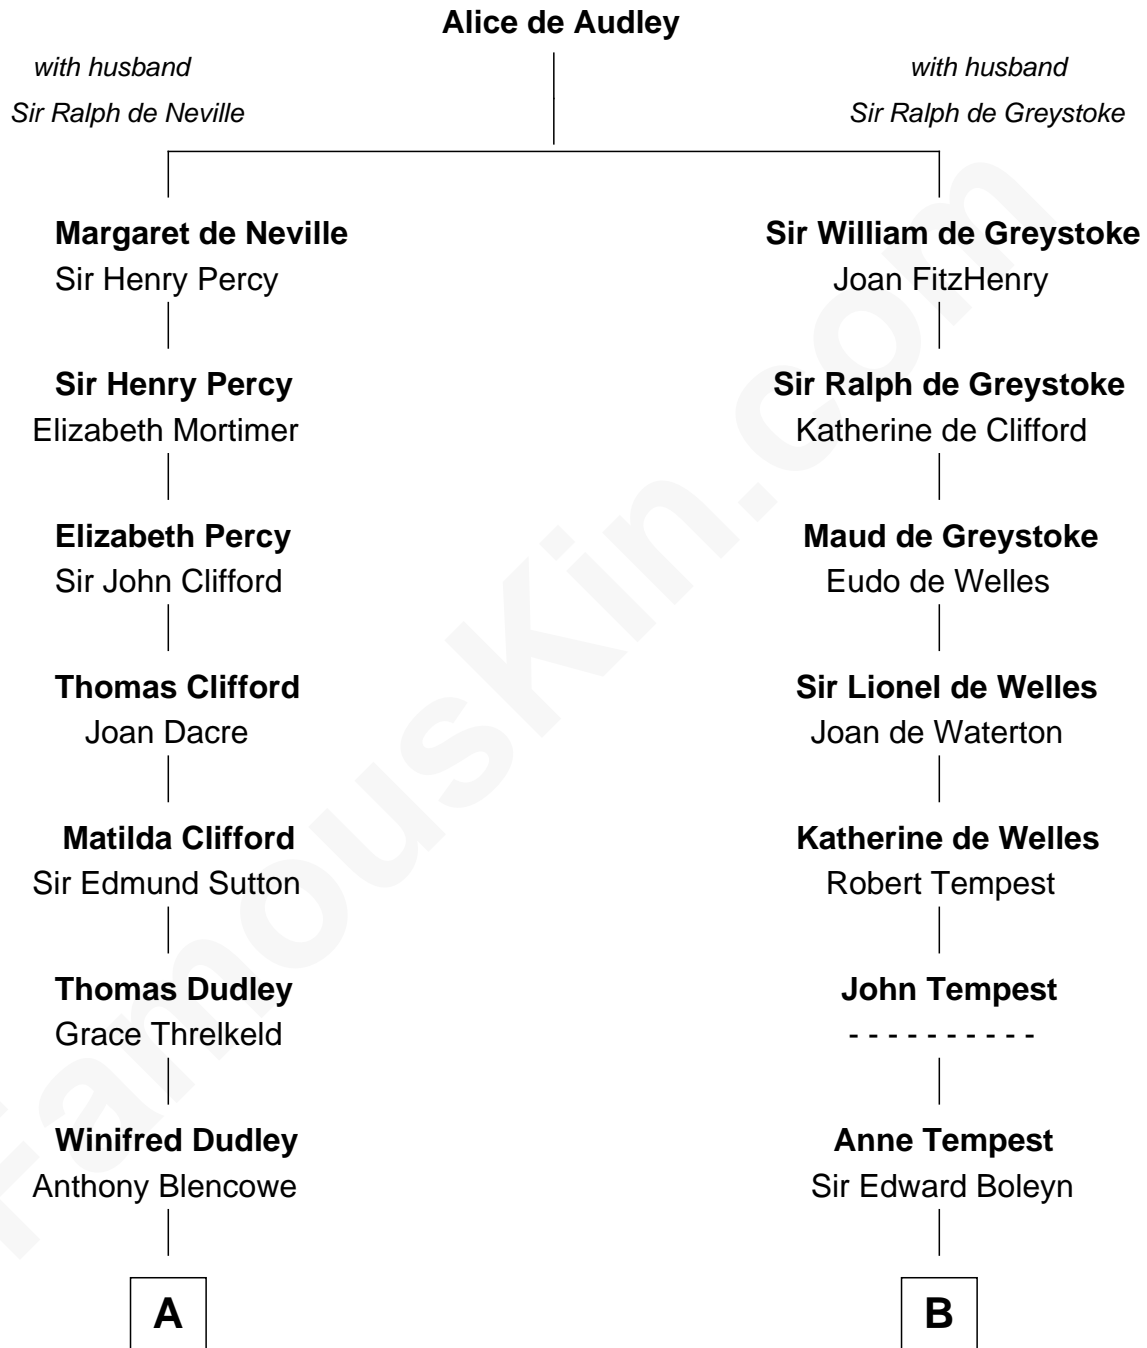 Alice de Audley
with husband
Sir Ralph de Neville
with husband
Sir Ralph de Greystoke
Margaret de Neville
Sir Henry Percy
Sir William de Greystoke
Joan FitzHenry
Sir Henry Percy
Elizabeth Mortimer
Sir Ralph de Greystoke
Katherine de Clifford
Elizabeth Percy
Sir John Clifford
Maud de Greystoke
Eudo de Welles
Thomas Clifford
Joan Dacre
Sir Lionel de Welles
Joan de Waterton
Matilda Clifford
Sir Edmund Sutton
Katherine de Welles
Robert Tempest
Thomas Dudley
Grace Threlkeld
John Tempest
- - - - - - - - - -
Winifred Dudley
Anthony Blencowe
Anne Tempest
Sir Edward Boleyn
A
B
FamousKin.com